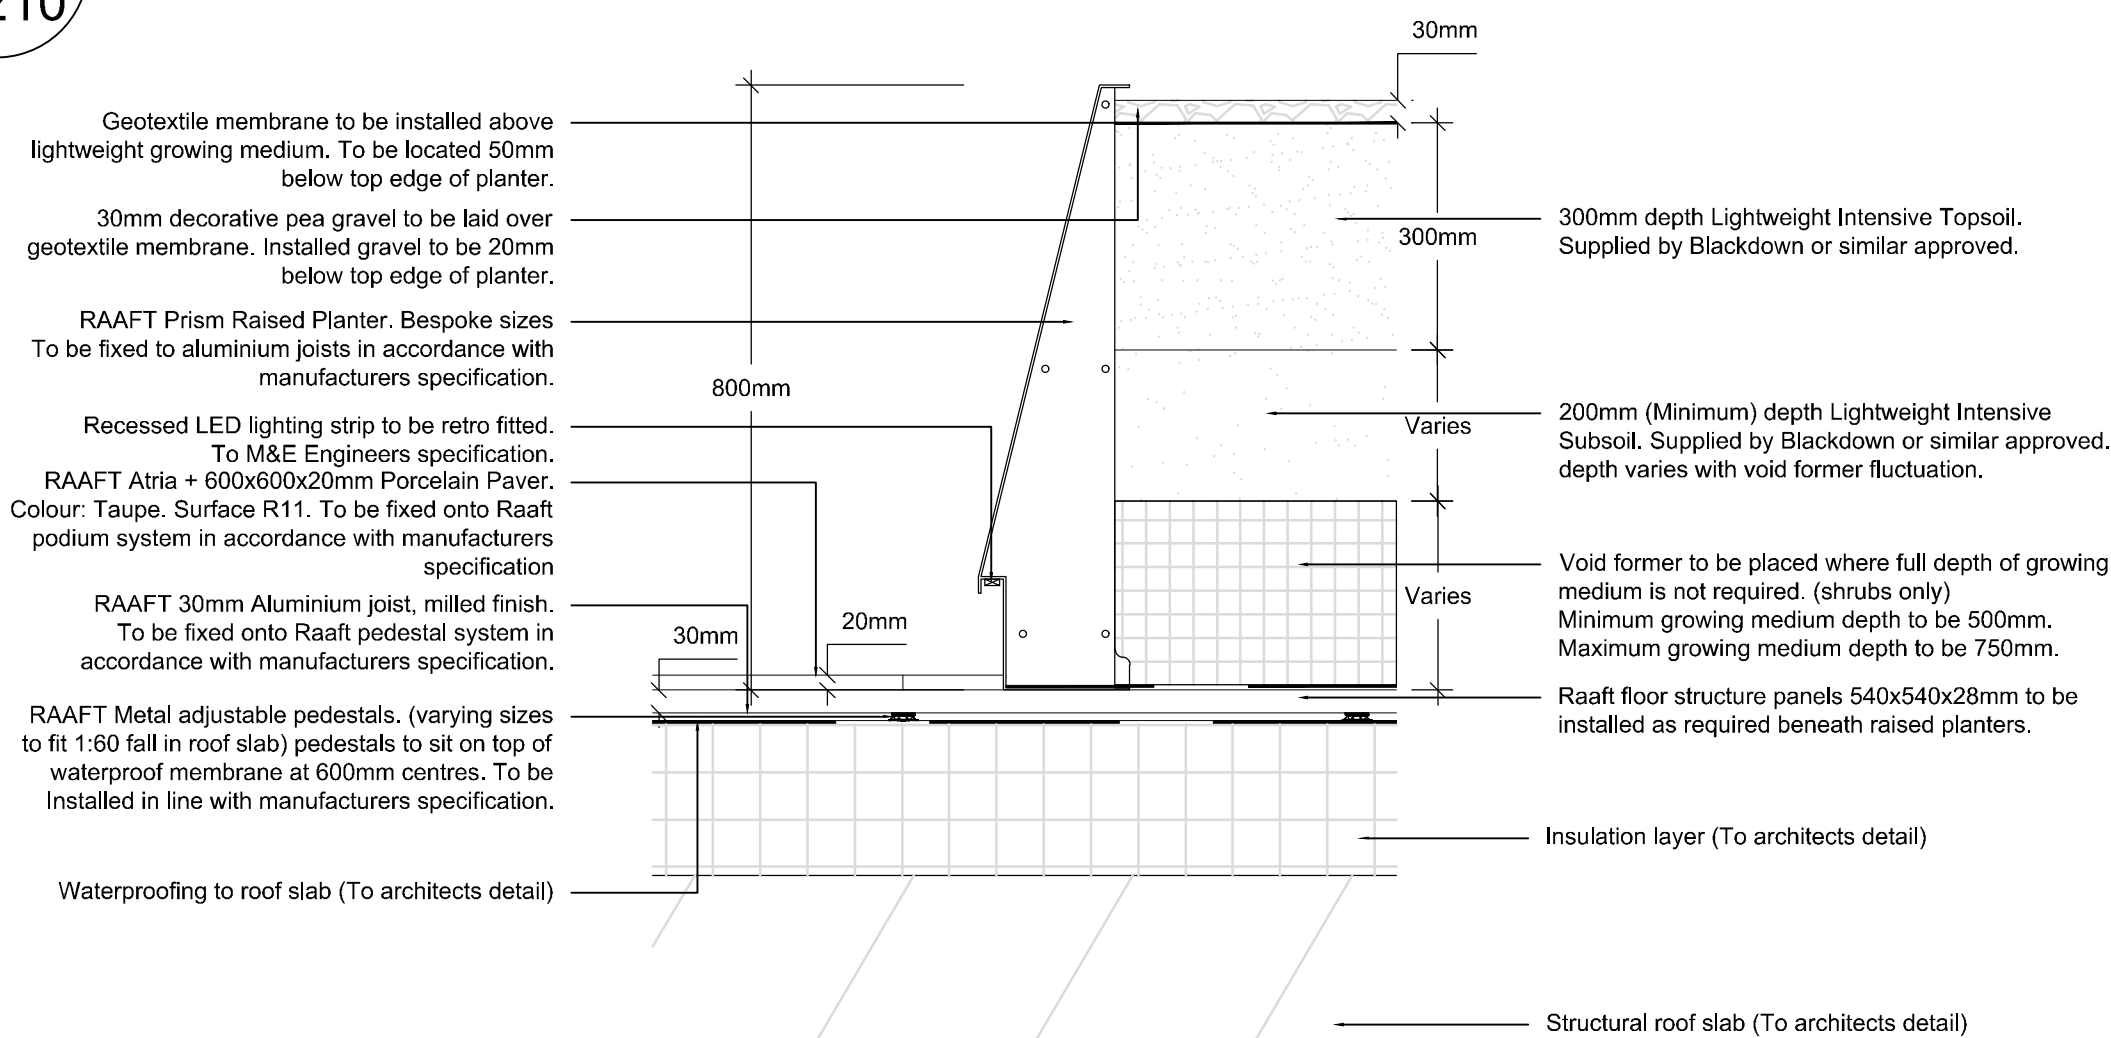 210
30mm
Geotextile membrane to be installed above
lightweight growing medium. To be located 50mm
below top edge of planter.
30mm decorative pea gravel to be laid over
geotextile membrane. Installed gravel to be 20mm
below top edge of planter.
RAAFT Prism Raised Planter. Bespoke sizes
To be fixed to aluminium joists in accordance with
manufacturers specification.
Recessed LED lighting strip to be retro fitted.
To M&E Engineers specification.
RAAFT Atria + 600x600x20mm Porcelain Paver.
Colour: Taupe. Surface R11. To be fixed onto Raaft
podium system in accordance with manufacturers
specification
RAAFT 30mm Aluminium joist, milled finish.
To be fixed onto Raaft pedestal system in
accordance with manufacturers specification.
RAAFT Metal adjustable pedestals. (varying sizes
to fit 1:60 fall in roof slab) pedestals to sit on top of
waterproof membrane at 600mm centres. To be
Installed in line with manufacturers specification.
Waterproofing to roof slab (To architects detail)
800mm
30mm
20mm
300mm
Varies
Varies
300mm depth Lightweight Intensive Topsoil.
Supplied by Blackdown or similar approved.
200mm (Minimum) depth Lightweight Intensive
Subsoil. Supplied by Blackdown or similar approved.
depth varies with void former fluctuation.
Void former to be placed where full depth of growing
medium is not required. (shrubs only)
Minimum growing medium depth to be 500mm.
Maximum growing medium depth to be 750mm.
Raaft floor structure panels 540x540x28mm to be
installed as required beneath raised planters.
Insulation layer (To architects detail)
Structural roof slab (To architects detail)